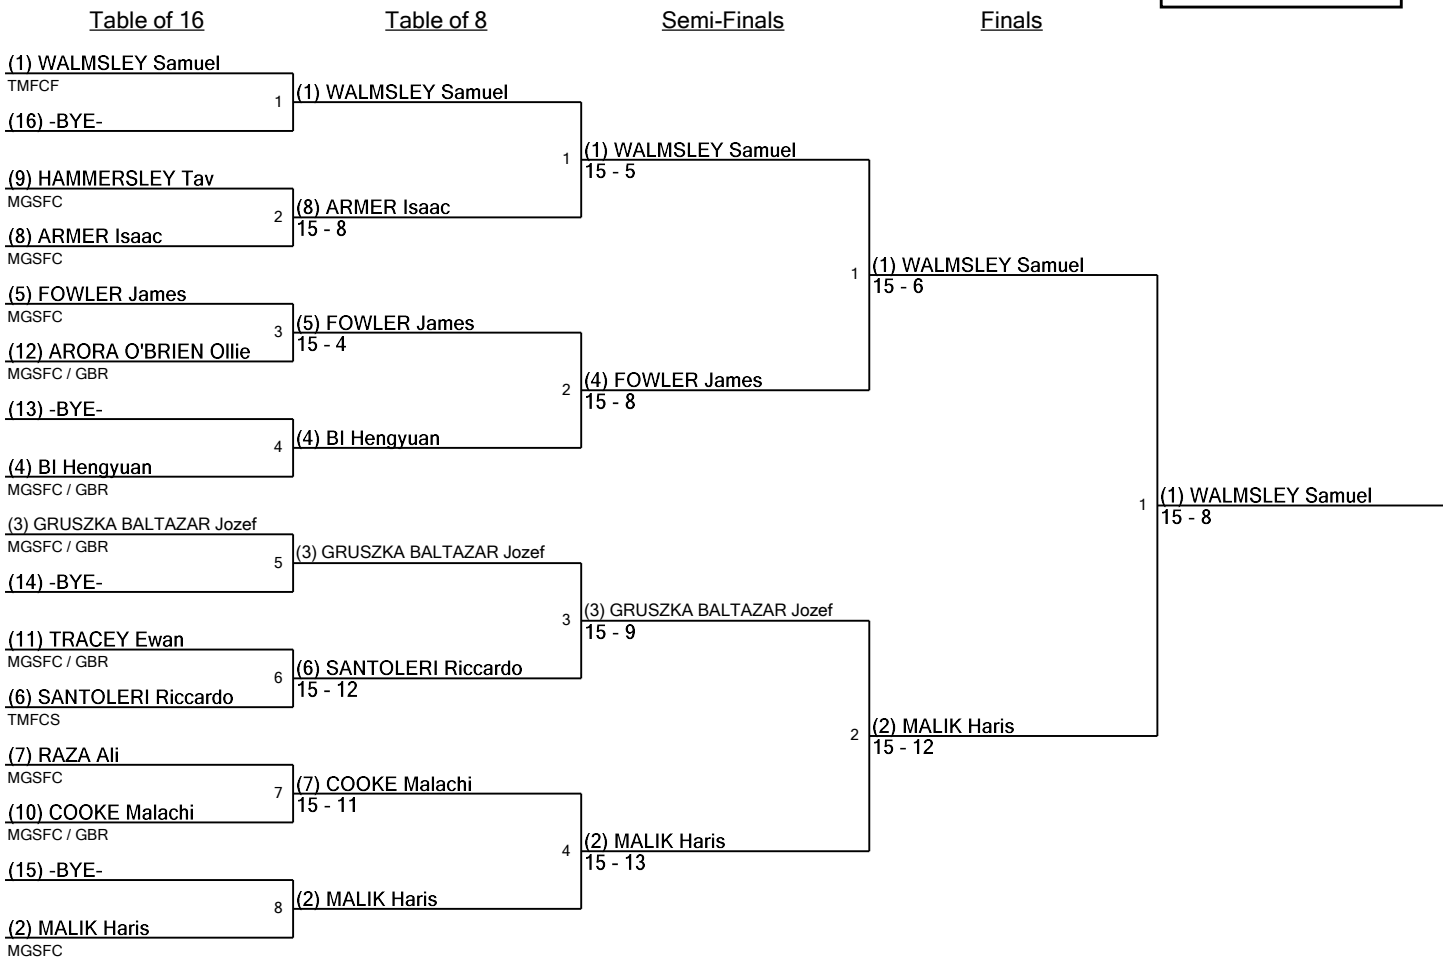 Table of 16
Table of 8
Semi-Finals
Finals
(1) WALMSLEY Samuel
TMFCF
1
(16) -BYE-
(9) HAMMERSLEY Tav
MGSFC
2
(8) ARMER Isaac
MGSFC
(5) FOWLER James
MGSFC
3
(12) ARORA O'BRIEN Ollie
MGSFC / GBR
(13) -BYE-
4
(4) BI Hengyuan
MGSFC / GBR
(3) GRUSZKA BALTAZAR Jozef
MGSFC / GBR
5
(14) -BYE-
(11) TRACEY Ewan
MGSFC / GBR
6
(6) SANTOLERI Riccardo
TMFCS
(7) RAZA Ali
MGSFC
7
(10) COOKE Malachi
MGSFC / GBR
(15) -BYE-
8
(2) MALIK Haris
MGSFC
(1) WALMSLEY Samuel
1
(8) ARMER Isaac
15 - 8
(5) FOWLER James
15 - 4
2
(4) BI Hengyuan
(3) GRUSZKA BALTAZAR Jozef
3
(6) SANTOLERI Riccardo
15 - 12
(7) COOKE Malachi
15 - 11
4
(2) MALIK Haris
(1) WALMSLEY Samuel
15 - 5
1
(4) FOWLER James
15 - 8
(3) GRUSZKA BALTAZAR Jozef
15 - 9
2
(2) MALIK Haris
15 - 13
(1) WALMSLEY Samuel
15 - 6
1
(2) MALIK Haris
15 - 12
(1) WALMSLEY Samuel
15 - 8